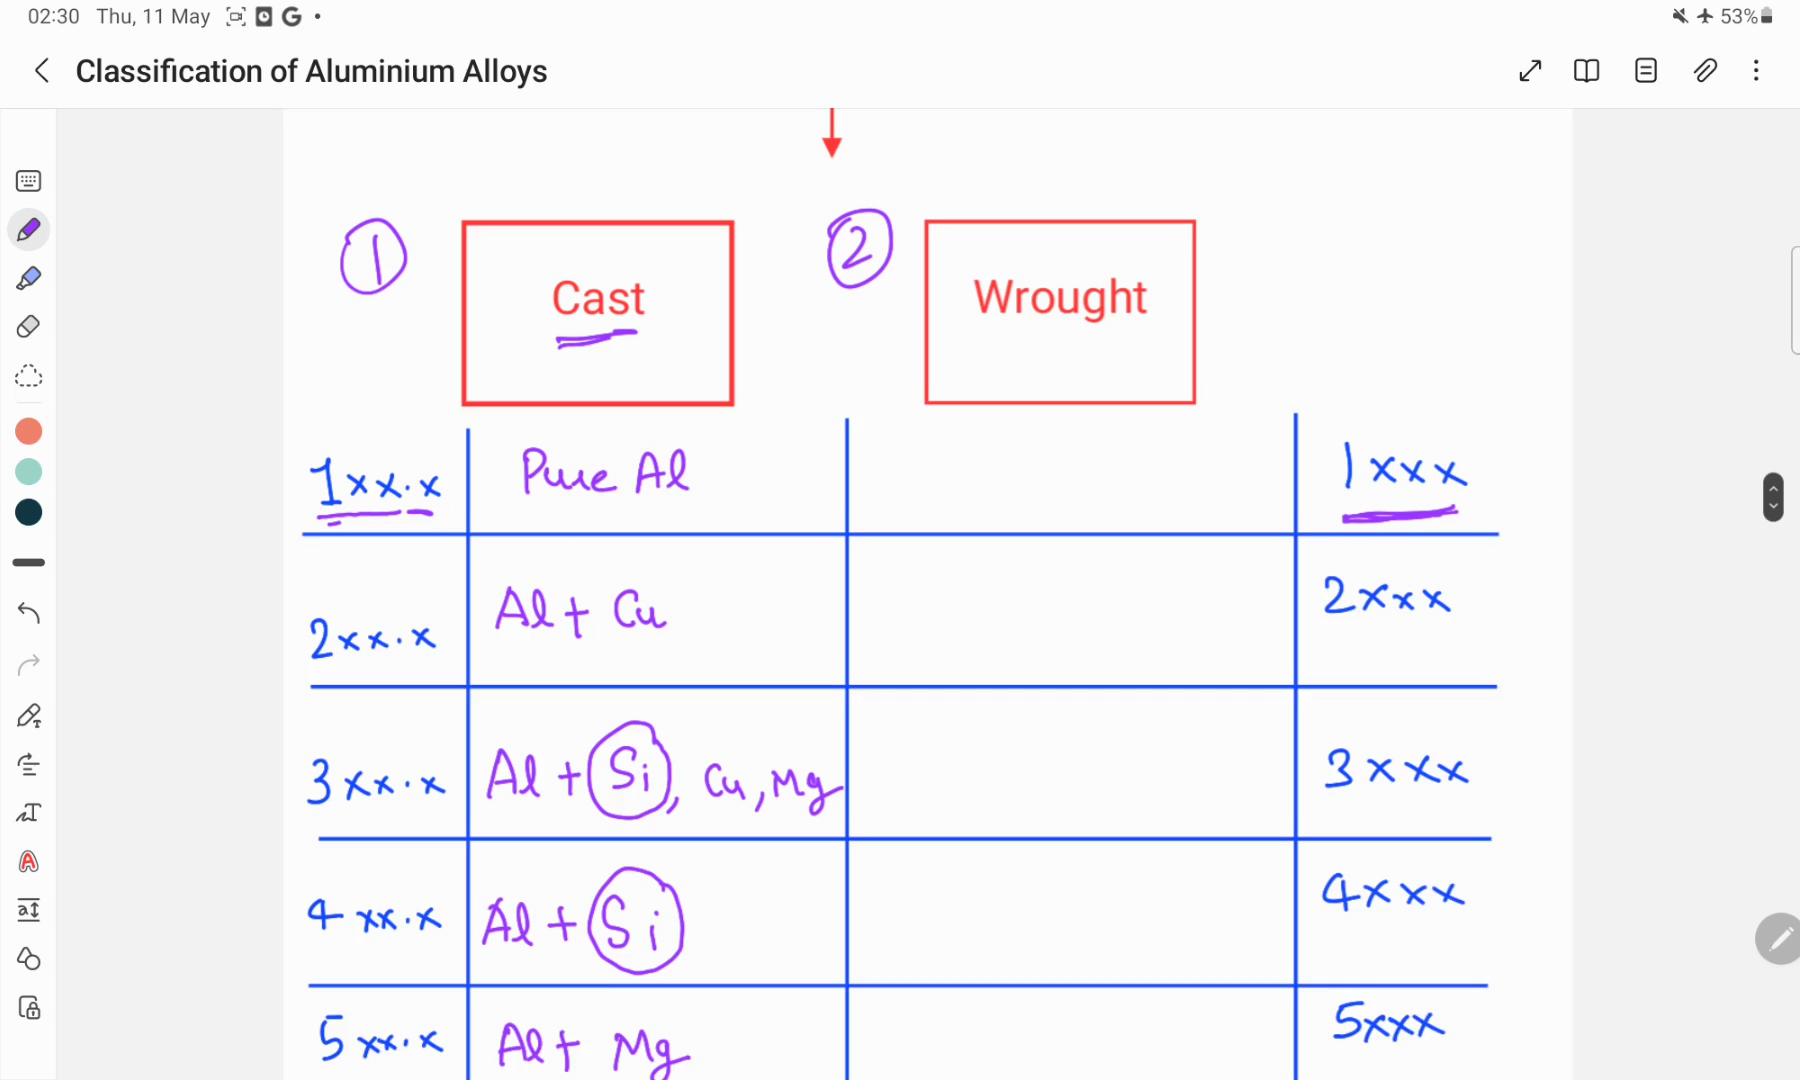 02:30 Thu, 11 May G • 53%
Classification of Aluminium Alloys
1 2
Cast Wrought
1xx.x Pure Al 1xxx
2xx.x Al + Cu 2xxx
3xx.x Al + Si, Cu, Mg 3xxx
4xx.x Al + Si 4xxx
5xx.x Al + Mg 5xxx